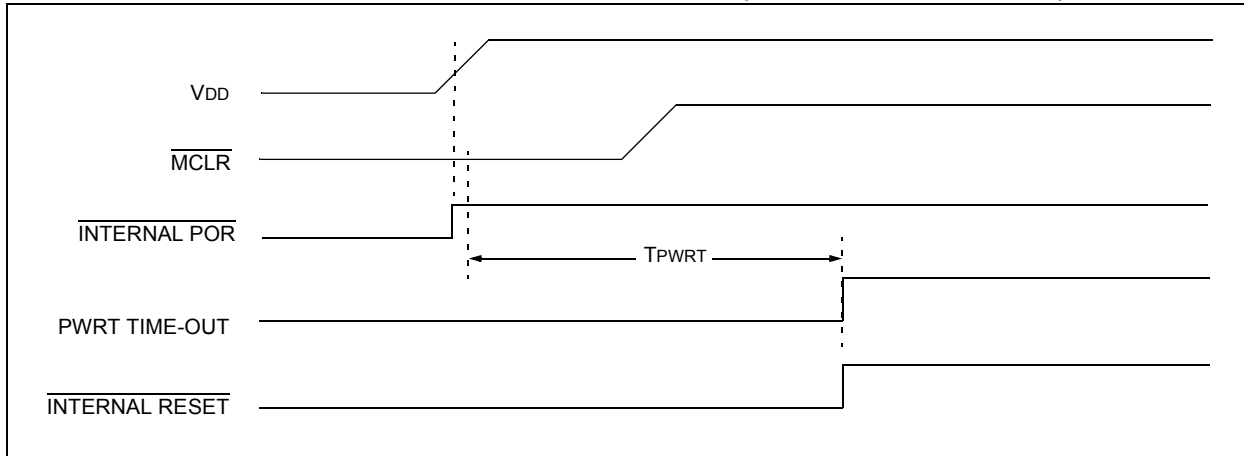 VDD
MCLR
INTERNAL POR
TPWRT
PWRT TIME-OUT
INTERNAL RESET